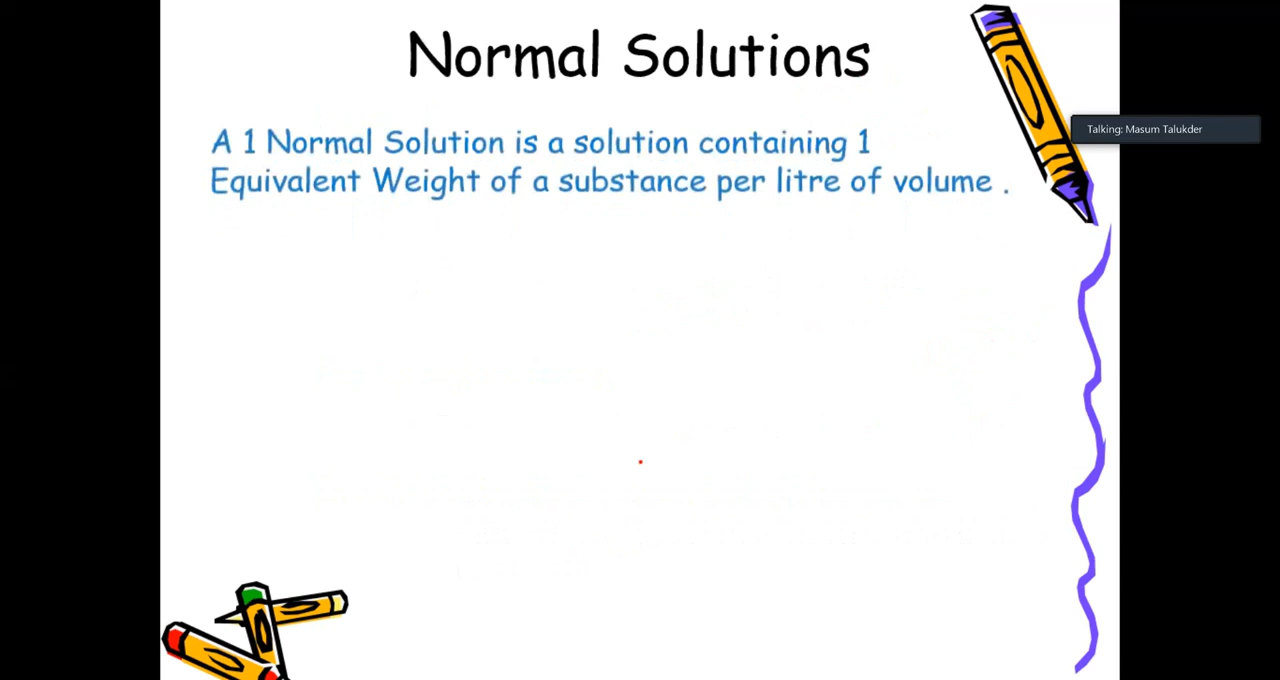 Normal Solutions
Talking: Masum Talukder
A 1 Normal Solution is a solution containing 1
Equivalent Weight of a substance per litre of volume .